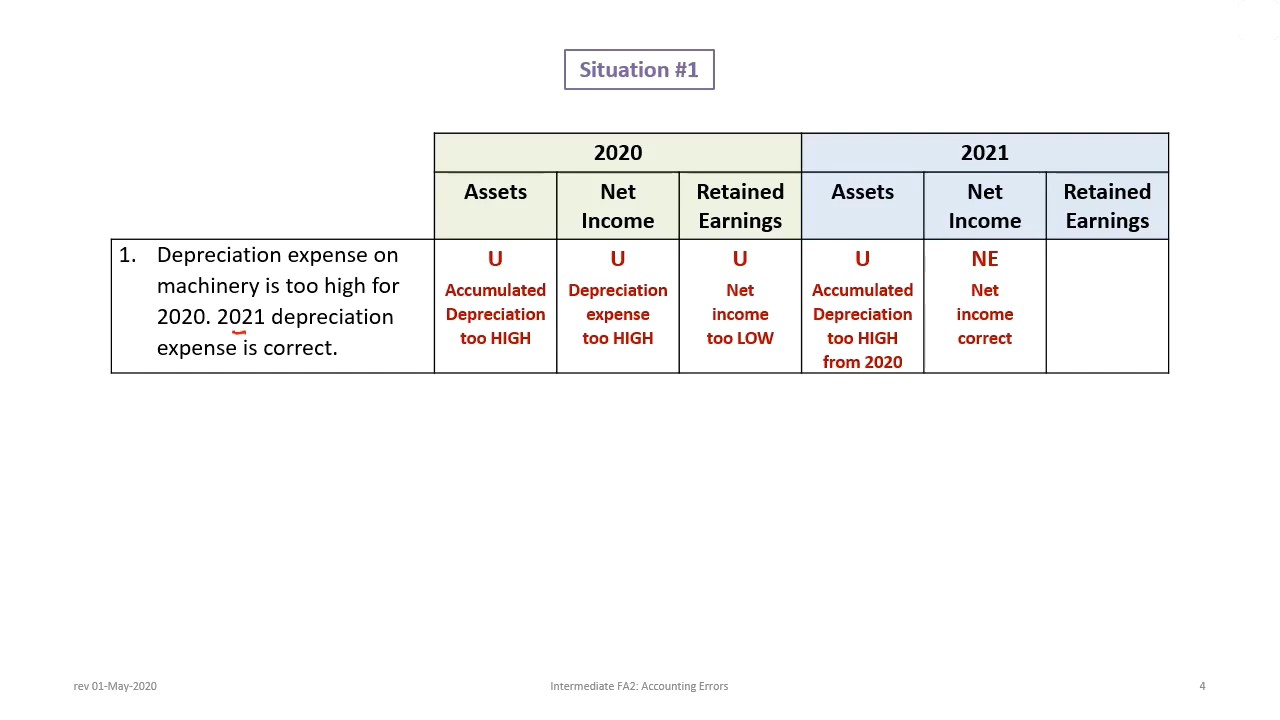 Situation #1
2020
2021
Assets
Net
Income
Retained
Earnings
Assets
Net
Income
Retained
Earnings
1. Depreciation expense on
machinery is too high for
2020. 2021 depreciation
expense is correct.
U
Accumulated
Depreciation
too HIGH
U
Depreciation
expense
too HIGH
U
Net
income
too LOW
U
Accumulated
Depreciation
too HIGH
from 2020
NE
Net
income
correct
rev 01-May-2020
Intermediate FA2: Accounting Errors
4